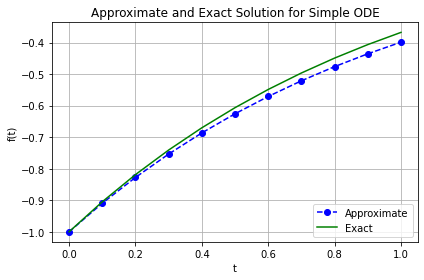 Approximate and Exact Solution for Simple ODE
f(t)
−0.4
−0.5
−0.6
−0.7
−0.8
−0.9
−1.0
0.0 0.2 0.4 0.6 0.8 1.0
t
Approximate
Exact